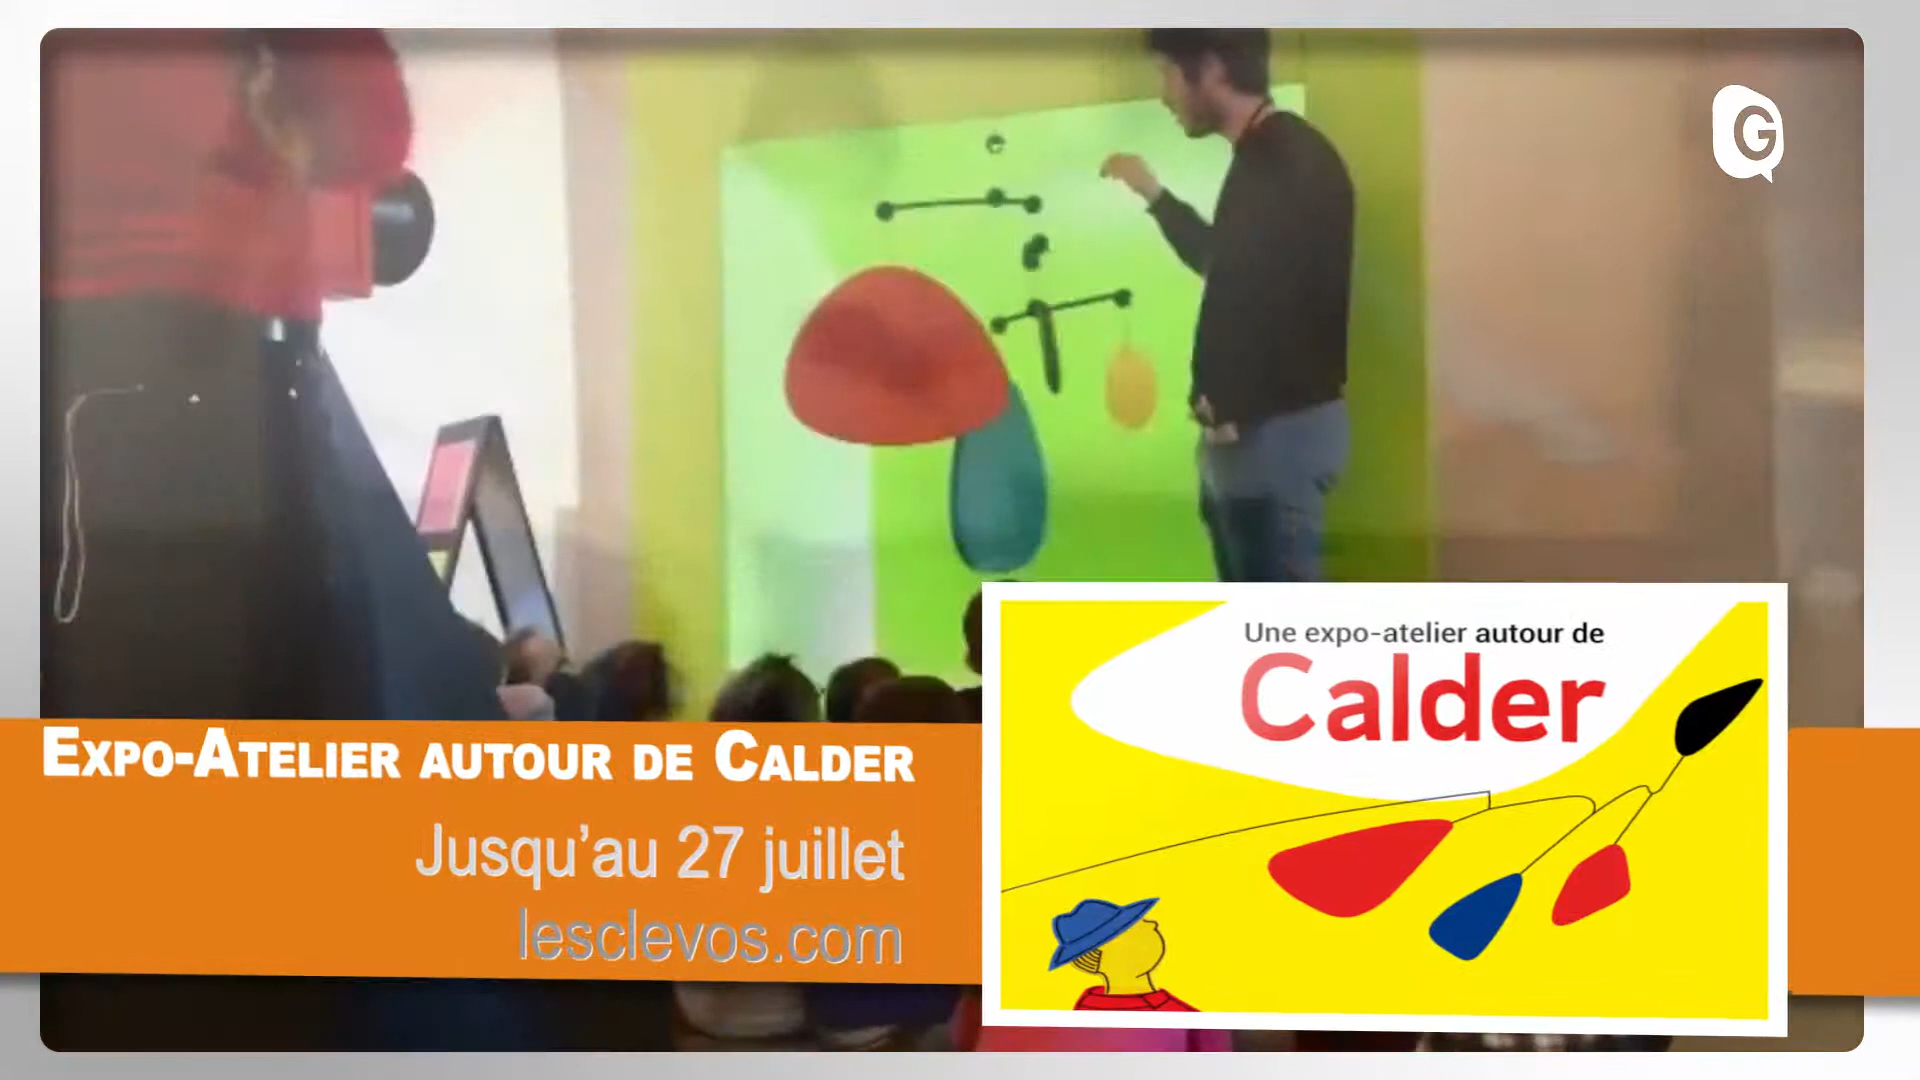 G
Une expo-atelier autour de
Calder
Expo-Atelier autour de Calder
Jusqu'au 27 juillet
lesclevos.com